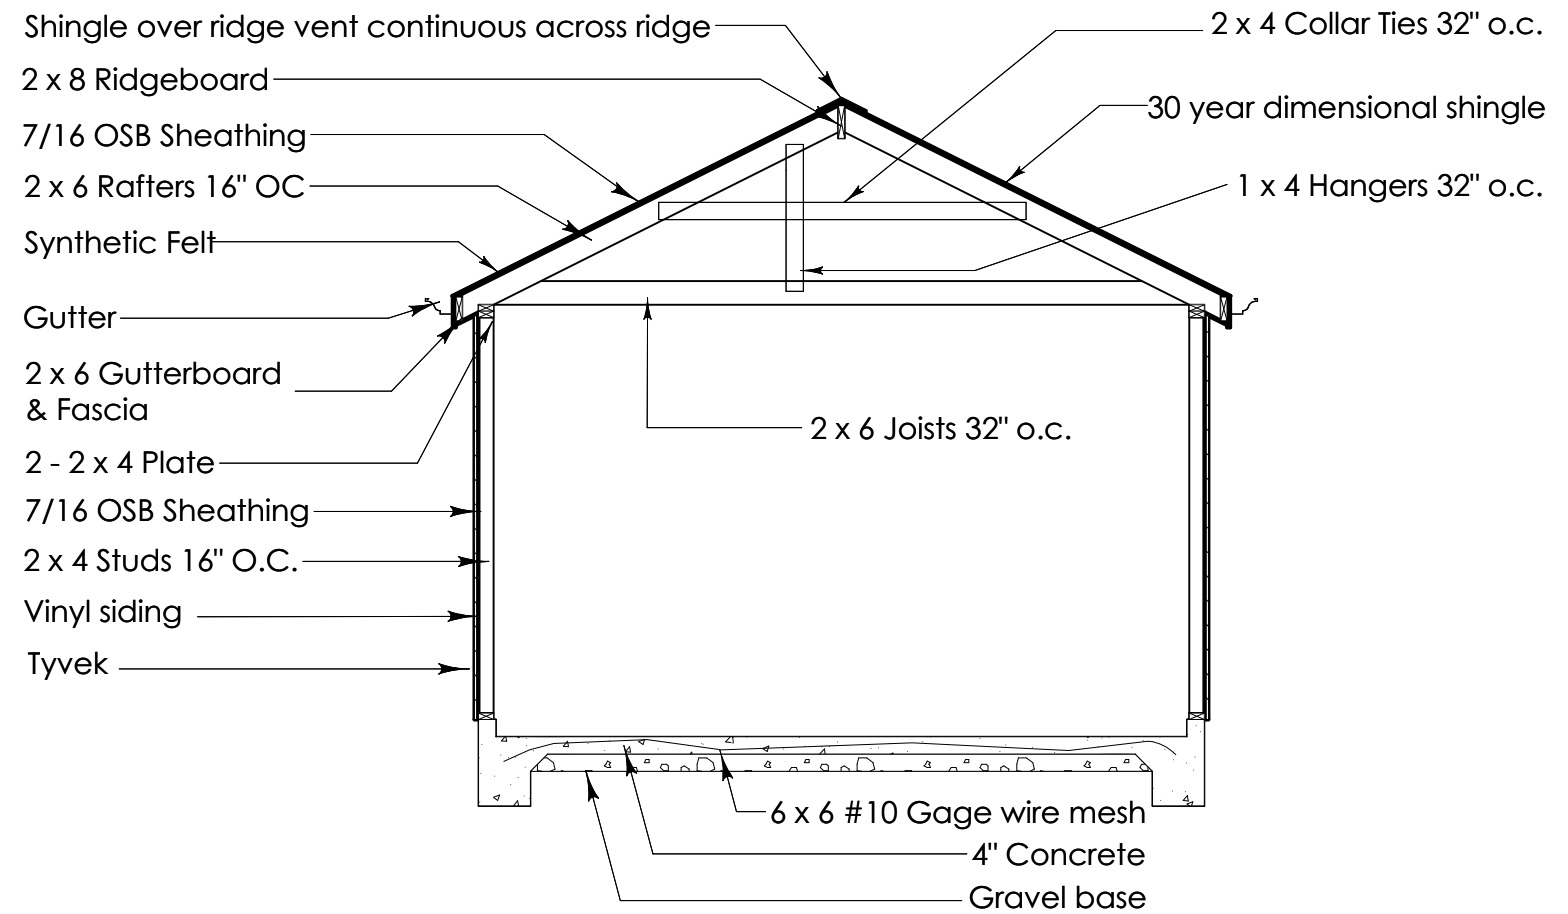 Shingle over ridge vent continuous across ridge
2 x 8 Ridgeboard
7/16 OSB Sheathing
2 x 6 Rafters 16" OC
Synthetic Felt
Gutter
2 x 6 Gutterboard
& Fascia
2 - 2 x 4 Plate
7/16 OSB Sheathing
2 x 4 Studs 16" O.C.
Vinyl siding
Tyvek
2 x 4 Collar Ties 32" o.c.
30 year dimensional shingle
1 x 4 Hangers 32" o.c.
2 x 6 Joists 32" o.c.
6 x 6 #10 Gage wire mesh
4" Concrete
Gravel base